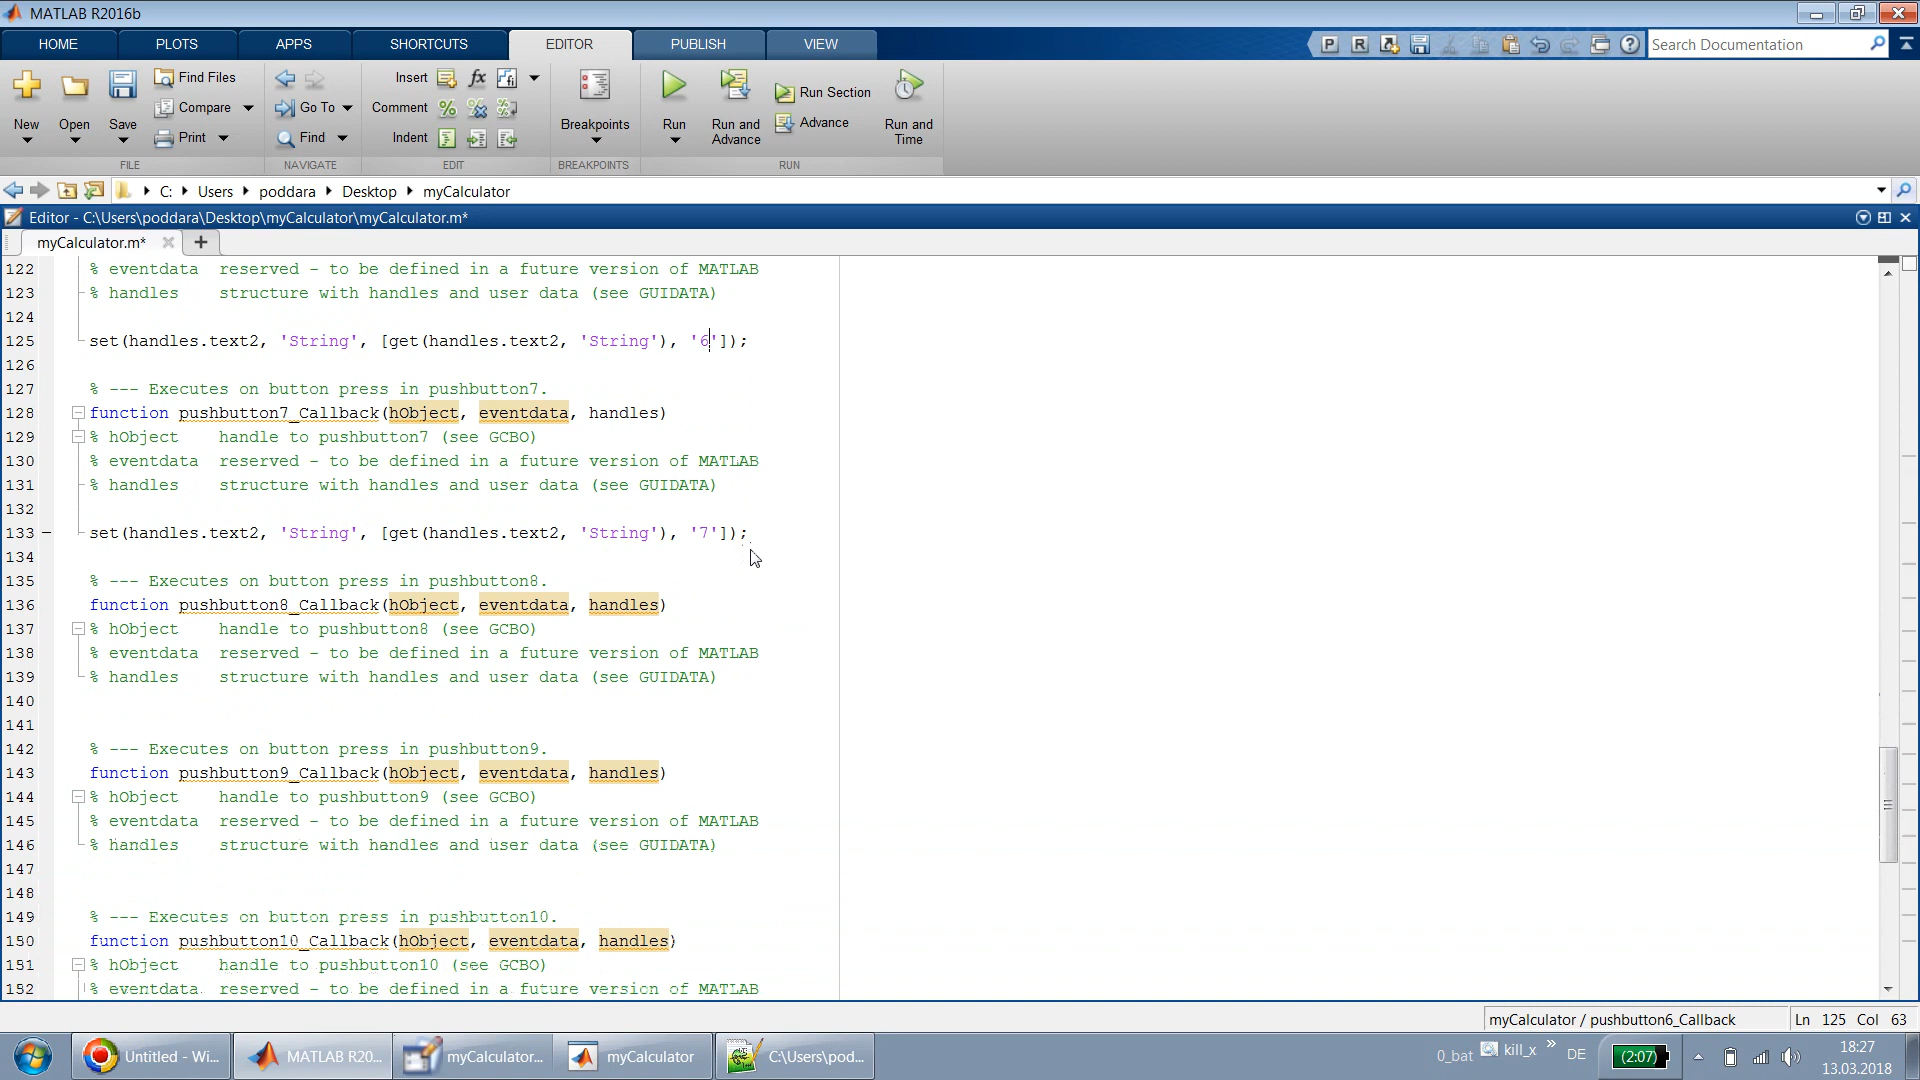 MATLAB R2016b
HOME PLOTS APPS SHORTCUTS EDITOR PUBLISH VIEW
Search Documentation
Find Files
Compare
Print
New
Open
Save
FILE
Go To
Find
NAVIGATE
Insert
Comment
Indent
EDIT
Breakpoints
BREAKPOINTS
Run
Run and Advance
Run Section
Advance
Run and Time
RUN
C: Users poddara Desktop myCalculator
Editor - C:\Users\poddara\Desktop\myCalculator\myCalculator.m*
myCalculator.m*
122 % eventdata  reserved - to be defined in a future version of MATLAB
123 % handles    structure with handles and user data (see GUIDATA)
124
125 set(handles.text2, 'String', [get(handles.text2, 'String'), '6']);
126
127 % --- Executes on button press in pushbutton7.
128 function pushbutton7_Callback(hObject, eventdata, handles)
129 % hObject    handle to pushbutton7 (see GCBO)
130 % eventdata  reserved - to be defined in a future version of MATLAB
131 % handles    structure with handles and user data (see GUIDATA)
132
133 set(handles.text2, 'String', [get(handles.text2, 'String'), '7']);
134
135 % --- Executes on button press in pushbutton8.
136 function pushbutton8_Callback(hObject, eventdata, handles)
137 % hObject    handle to pushbutton8 (see GCBO)
138 % eventdata  reserved - to be defined in a future version of MATLAB
139 % handles    structure with handles and user data (see GUIDATA)
140
141
142 % --- Executes on button press in pushbutton9.
143 function pushbutton9_Callback(hObject, eventdata, handles)
144 % hObject    handle to pushbutton9 (see GCBO)
145 % eventdata  reserved - to be defined in a future version of MATLAB
146 % handles    structure with handles and user data (see GUIDATA)
147
148
149 % --- Executes on button press in pushbutton10.
150 function pushbutton10_Callback(hObject, eventdata, handles)
151 % hObject    handle to pushbutton10 (see GCBO)
152 % eventdata  reserved - to be defined in a future version of MATLAB
myCalculator / pushbutton6_Callback
Ln 125 Col 63
Untitled - Wi...
MATLAB R20...
myCalculator...
myCalculator
C:\Users\pod...
0_bat
kill_x
DE
(2:07)
18:27
13.03.2018